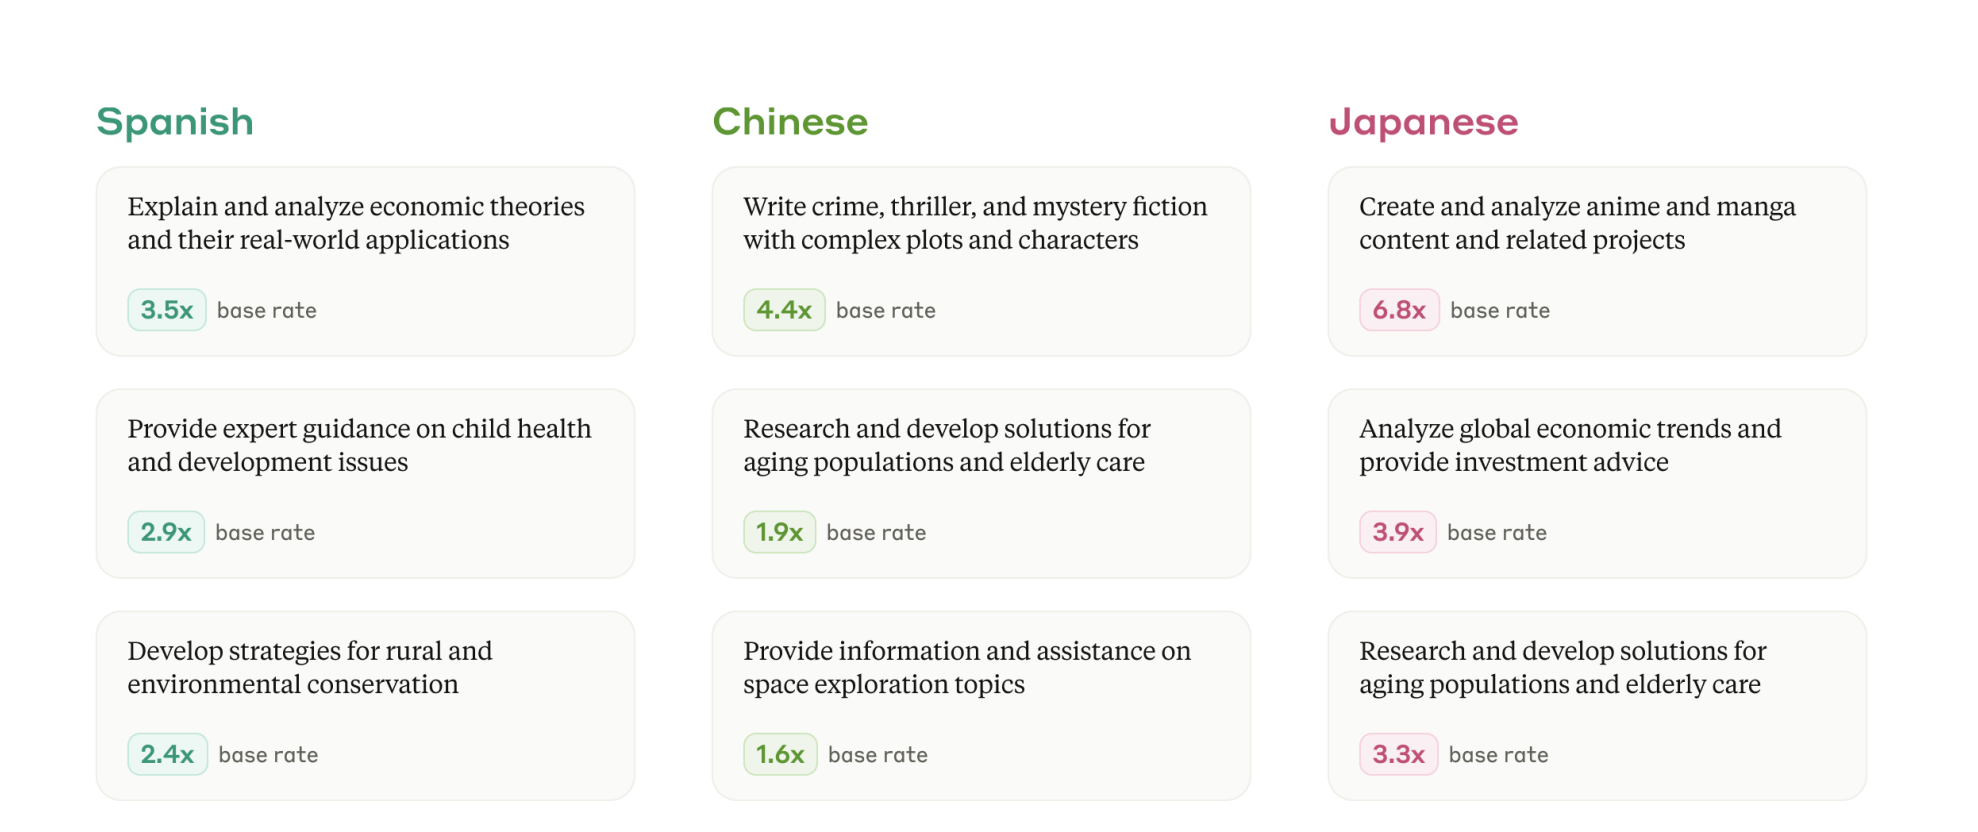 Spanish
Explain and analyze economic theories
and their real-world applications
3.5x base rate
Provide expert guidance on child health
and development issues
2.9x base rate
Develop strategies for rural and
environmental conservation
2.4x base rate
Chinese
Write crime, thriller, and mystery fiction
with complex plots and characters
4.4x base rate
Research and develop solutions for
aging populations and elderly care
1.9x base rate
Provide information and assistance on
space exploration topics
1.6x base rate
Japanese
Create and analyze anime and manga
content and related projects
6.8x base rate
Analyze global economic trends and
provide investment advice
3.9x base rate
Research and develop solutions for
aging populations and elderly care
3.3x base rate